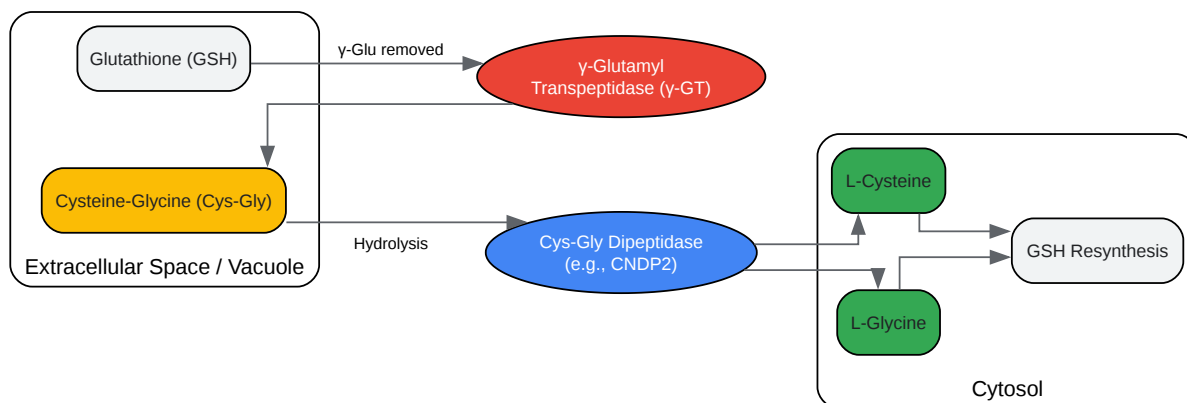 Glutathione (GSH)
γ-Glu removed
γ-Glutamyl
Transpeptidase (γ-GT)
Cysteine-Glycine (Cys-Gly)
Extracellular Space / Vacuole
Hydrolysis
Cys-Gly Dipeptidase
(e.g., CNDP2)
L-Cysteine
GSH Resynthesis
L-Glycine
Cytosol